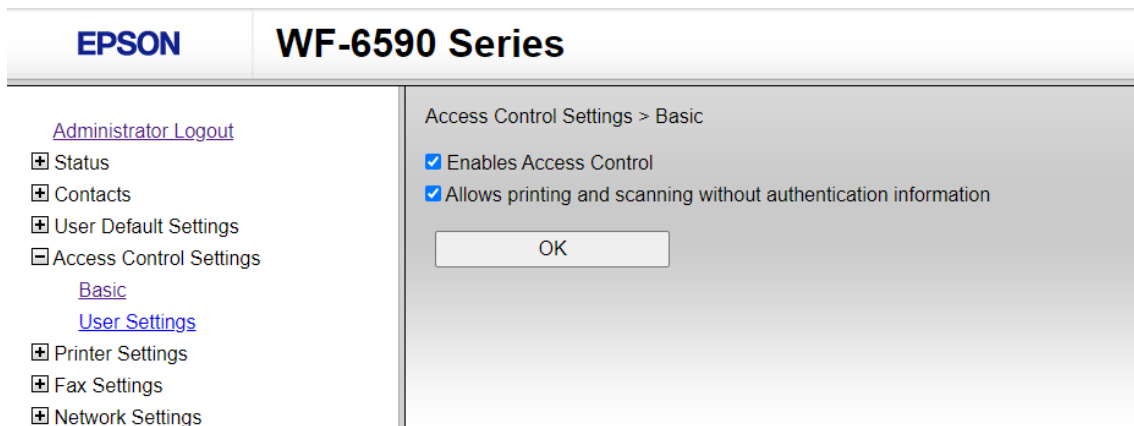 EPSON
WF-6590 Series
Administrator Logout
Status
Contacts
User Default Settings
Access Control Settings
Basic
User Settings
Printer Settings
Fax Settings
Network Settings
Access Control Settings > Basic
Enables Access Control
Allows printing and scanning without authentication information
OK